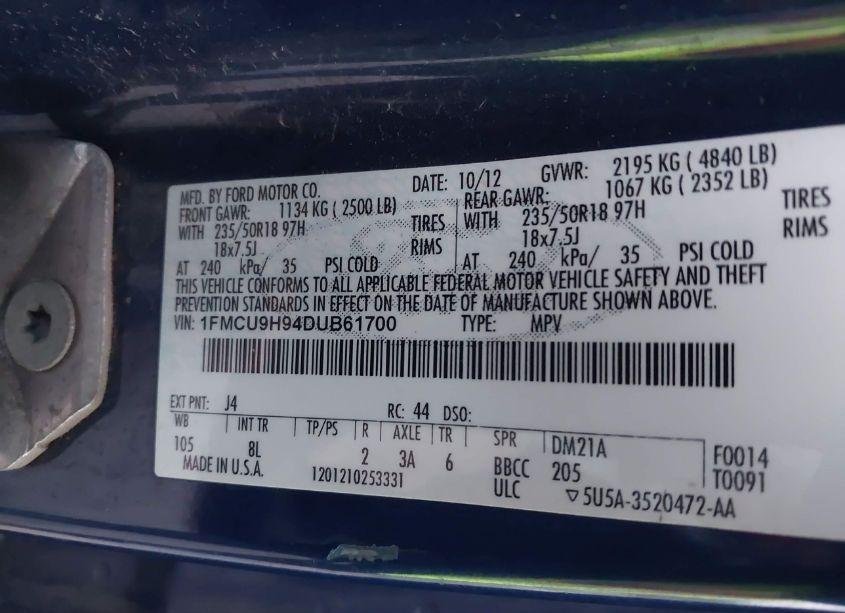 MFD. BY FORD MOTOR CO. DATE: 10/12 GVWR: 2195 KG ( 4840 LB)
FRONT GAWR: 1134 KG ( 2500 LB) REAR GAWR: 1067 KG ( 2352 LB)
WITH 235/50R18 97H TIRES WITH 235/50R18 97H TIRES
18x7.5J RIMS 18x7.5J RIMS
AT 240 kPa/ 35 PSI COLD AT 240 kPa/ 35 PSI COLD
THIS VEHICLE CONFORMS TO ALL APPLICABLE FEDERAL MOTOR VEHICLE SAFETY AND THEFT
PREVENTION STANDARDS IN EFFECT ON THE DATE OF MANUFACTURE SHOWN ABOVE.
VIN: 1FMCU9H94DUB61700 TYPE: MPV
EXT PNT: J4 RC: 44 DSO:
WB INT TR TP/PS R AXLE TR SPR DM21A F0014
105 8L 2 3A 6 BBCC 205 T0091
MADE IN U.S.A. 1201210253331 ULC ▽5U5A-3520472-AA